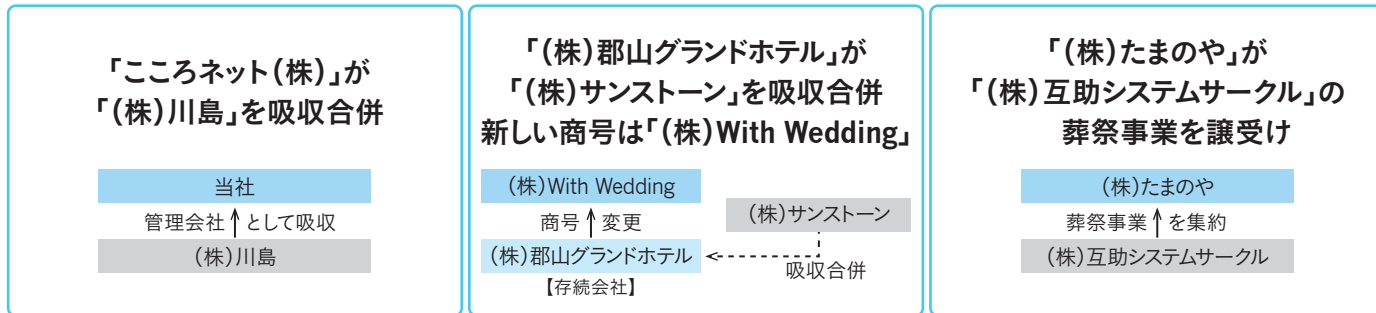 「こころネット(株)」が
「(株)川島」を吸収合併
当社
管理会社 として吸収
(株)川島
「(株)郡山グランドホテル」が
「(株)サンストーン」を吸収合併
新しい商号は「(株)With Wedding」
(株)With Wedding
商号 変更
(株)サンストーン
(株)郡山グランドホテル
吸収合併
【存続会社】
「(株)たまのや」が
「(株)互助システムサークル」の
葬祭事業を譲受け
(株)たまのや
葬祭事業 を集約
(株)互助システムサークル